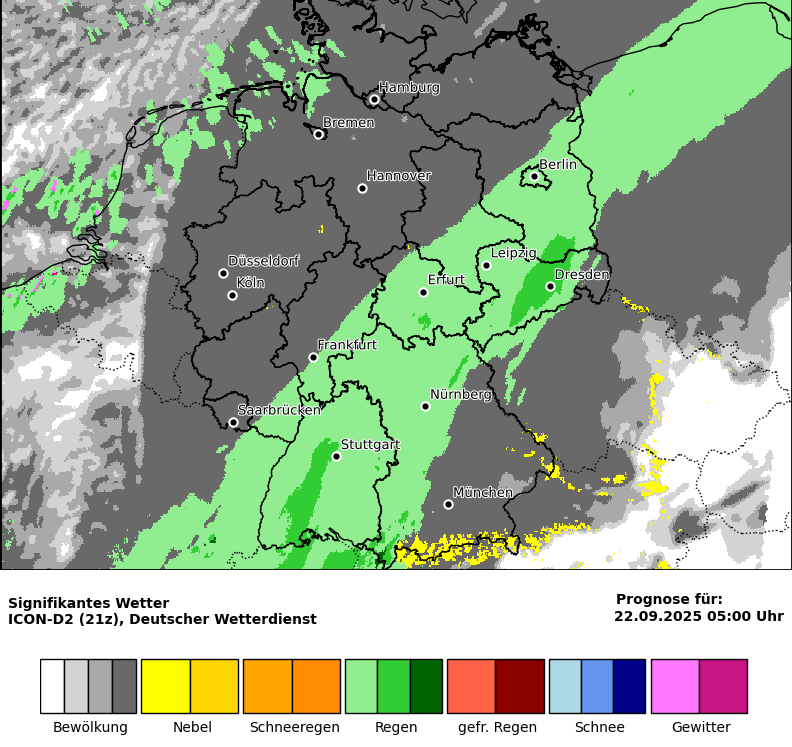 Hamburg
Bremen
Hannover
Berlin
Düsseldorf
Köln
Leipzig
Erfurt
Dresden
Frankfurt
Nürnberg
Saarbrücken
Stuttgart
München
Signifikantes Wetter
ICON-D2 (21z), Deutscher Wetterdienst
Prognose für:
22.09.2025 05:00 Uhr
Bewölkung
Nebel
Schneeregen
Regen
gefr. Regen
Schnee
Gewitter